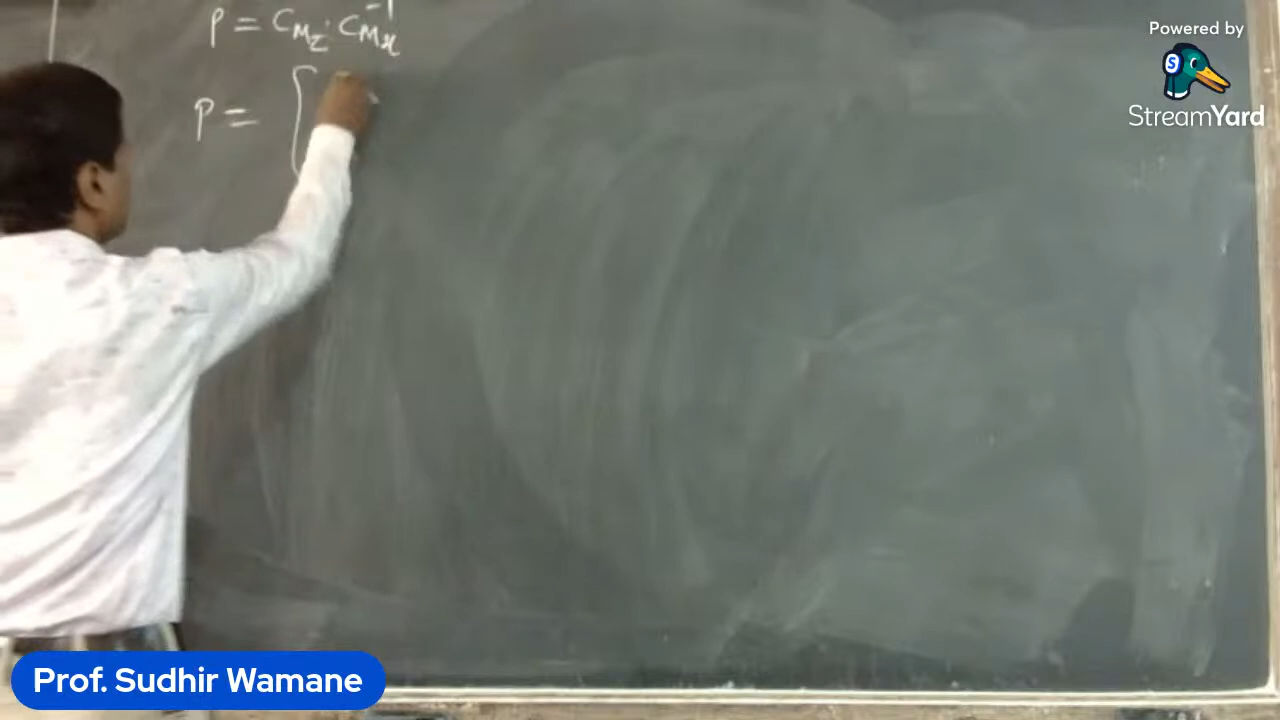 P = C_{M_z} · C_{M_x}^{-1}
P = [
Powered by
StreamYard
Prof. Sudhir Wamane